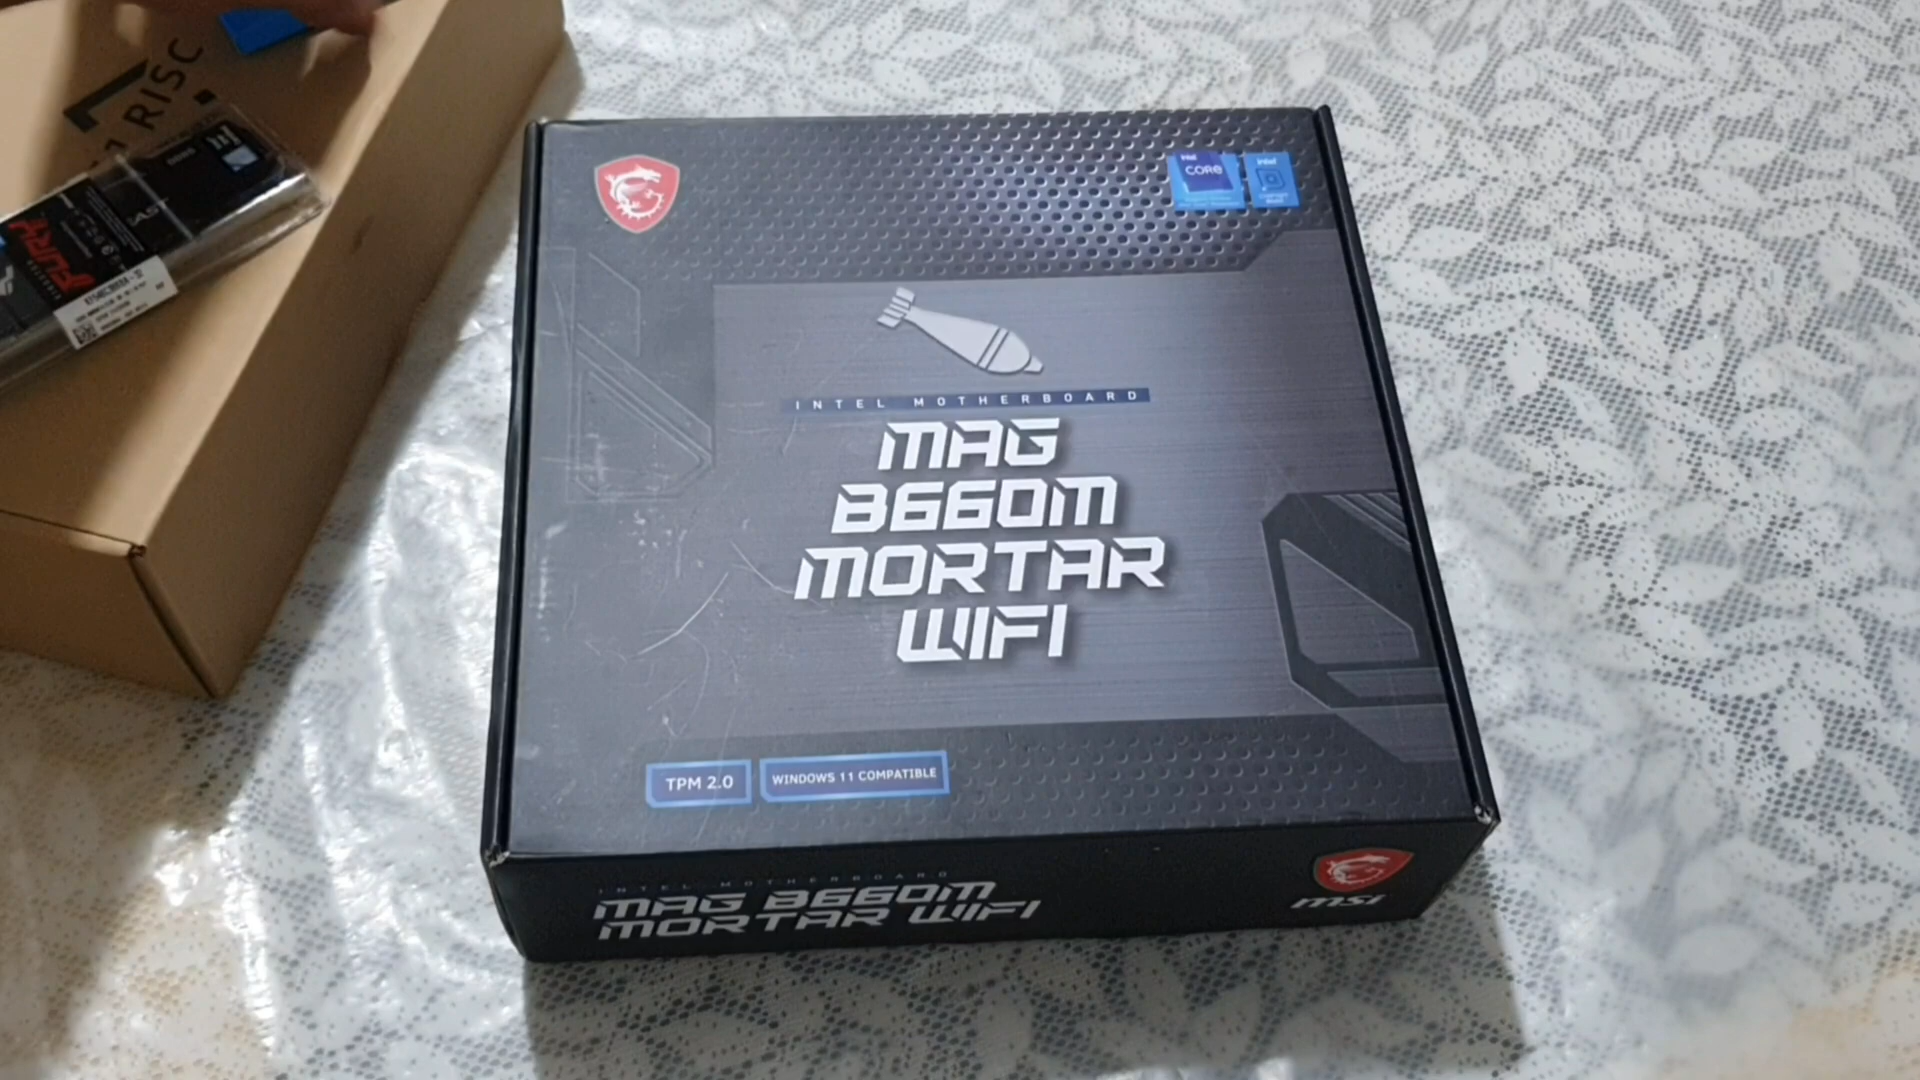 RISC
FURY
intel
CORE
intel
INTEL MOTHERBOARD
MAG
B660M
MORTAR
WIFI
TPM 2.0
WINDOWS 11 COMPATIBLE
INTEL MOTHERBOARD
MAG B660M
MORTAR WIFI
msi